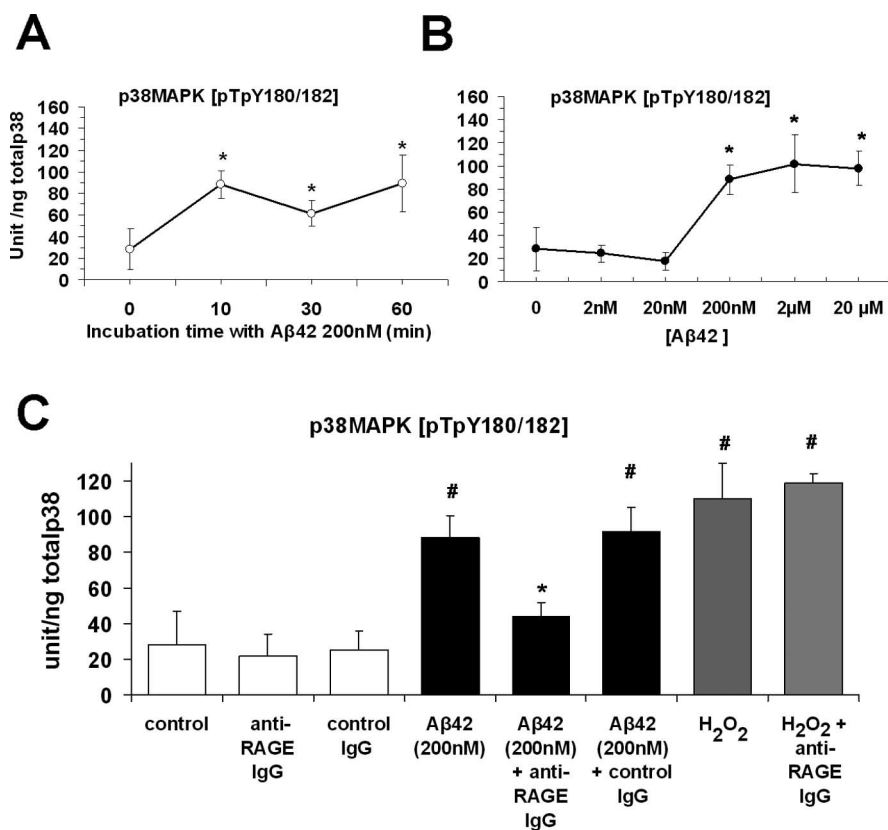 A
p38MAPK [pTpY180/182]
Unit /ng totalp38
160
140
120
100
80
60
40
20
0
*
*
*
0 10 30 60
Incubation time with Aβ42 200nM (min)
B
p38MAPK [pTpY180/182]
160
140
120
100
80
60
40
20
0
*
*
*
0 2nM 20nM 200nM 2µM 20 µM
[Aβ42 ]
C
p38MAPK [pTpY180/182]
unit/ng totalp38
120
100
80
60
40
20
0
#
*
#
#
#
control
anti-
RAGE
IgG
control
IgG
Aβ42
(200nM)
Aβ42
(200nM)
+ anti-
RAGE
IgG
Aβ42
(200nM)
+ control
IgG
H2O2
H2O2 +
anti-
RAGE
IgG